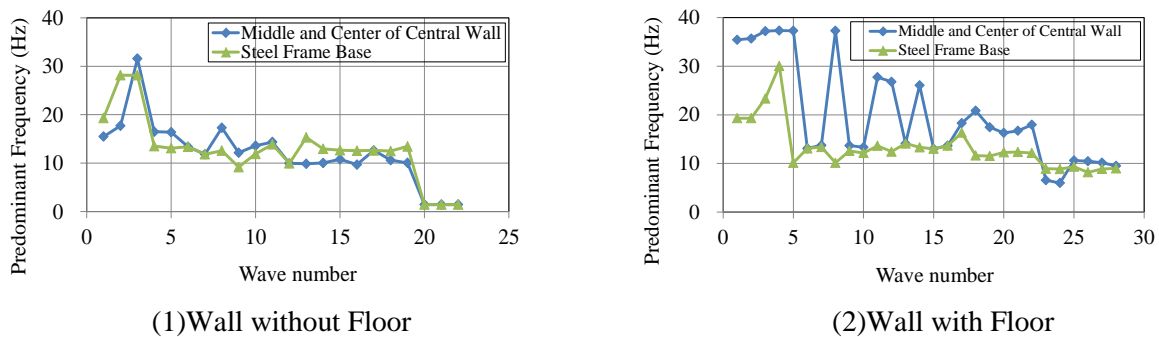 Predominant Frequency (Hz)
40
30
20
10
0
Middle and Center of Central Wall
Steel Frame Base
0 5 10 15 20 25
Wave number
(1)Wall without Floor
Predominant Frequency (Hz)
40
30
20
10
0
Middle and Center of Central Wall
Steel Frame Base
0 5 10 15 20 25 30
Wave number
(2)Wall with Floor